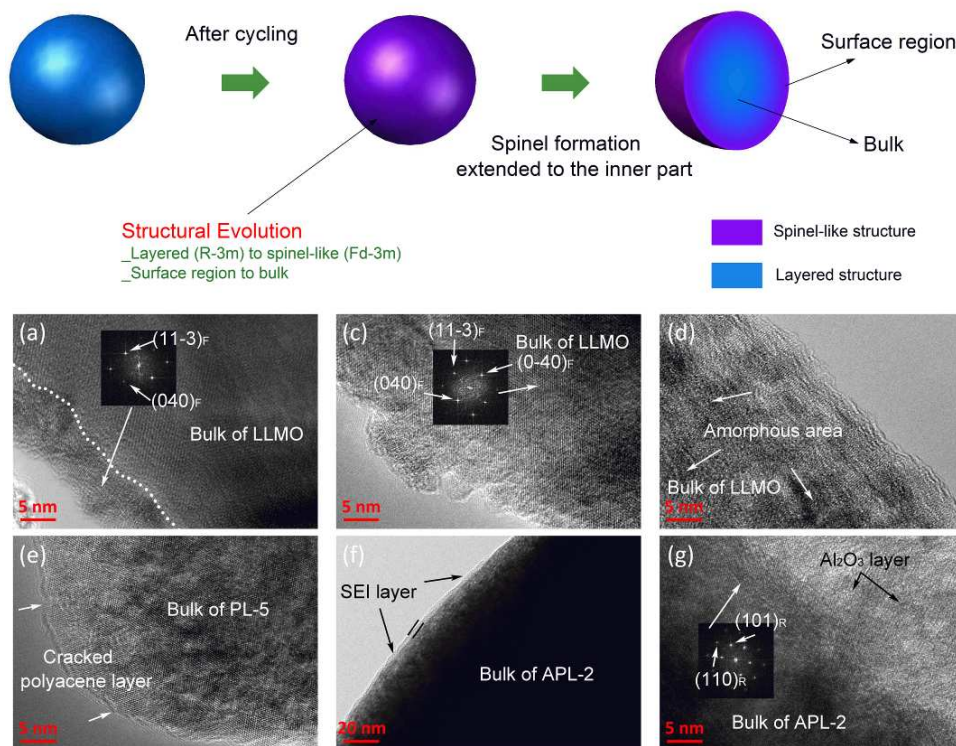 After cycling
Surface region
Bulk
Spinel formation
extended to the inner part
Structural Evolution
_Layered (R-3m) to spinel-like (Fd-3m)
_Surface region to bulk
Spinel-like structure
Layered structure
(a)
(11-3)F
(040)F
Bulk of LLMO
5 nm
(c)
(11-3)F
Bulk of LLMO
(0-40)F
(040)F
5 nm
(d)
Amorphous area
Bulk of LLMO
5 nm
(e)
Bulk of PL-5
Cracked
polyacene layer
5 nm
(f)
SEI layer
Bulk of APL-2
20 nm
(g)
Al2O3 layer
(101)R
(110)R
Bulk of APL-2
5 nm